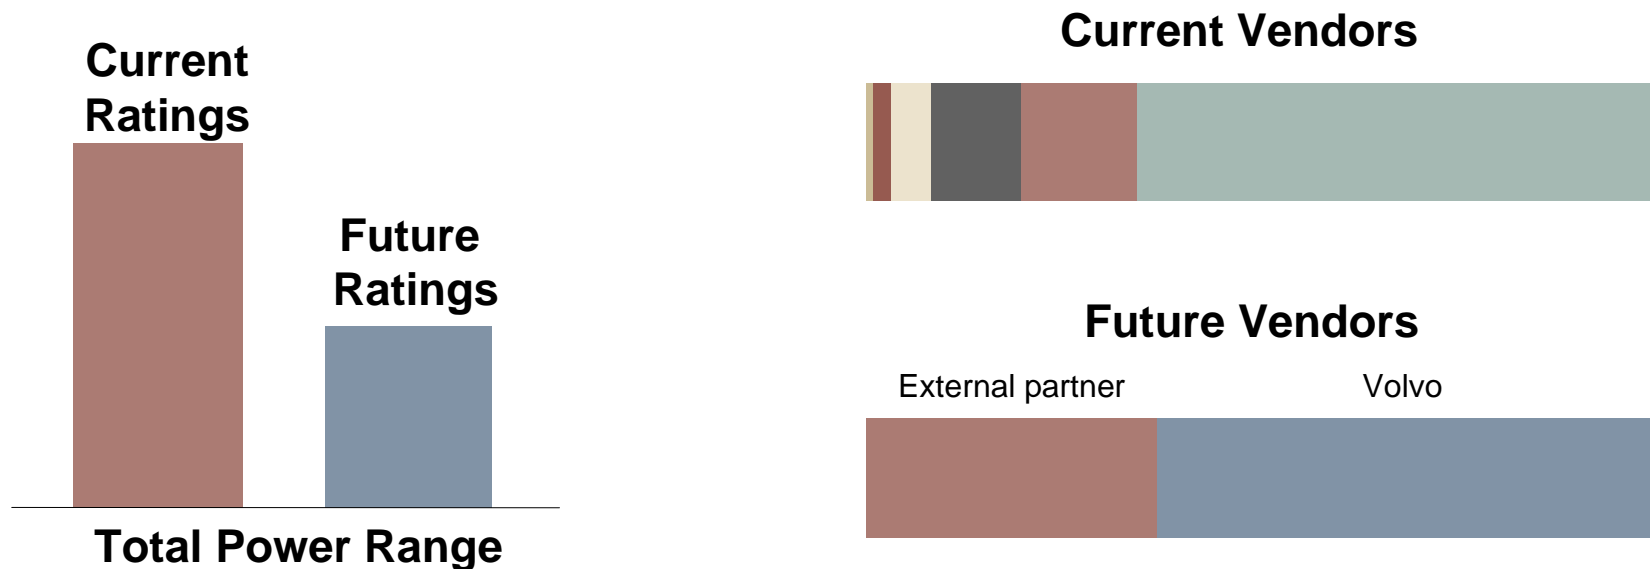 Current
Ratings
Future
Ratings
Total Power Range
Current Vendors
Future Vendors
External partner
Volvo